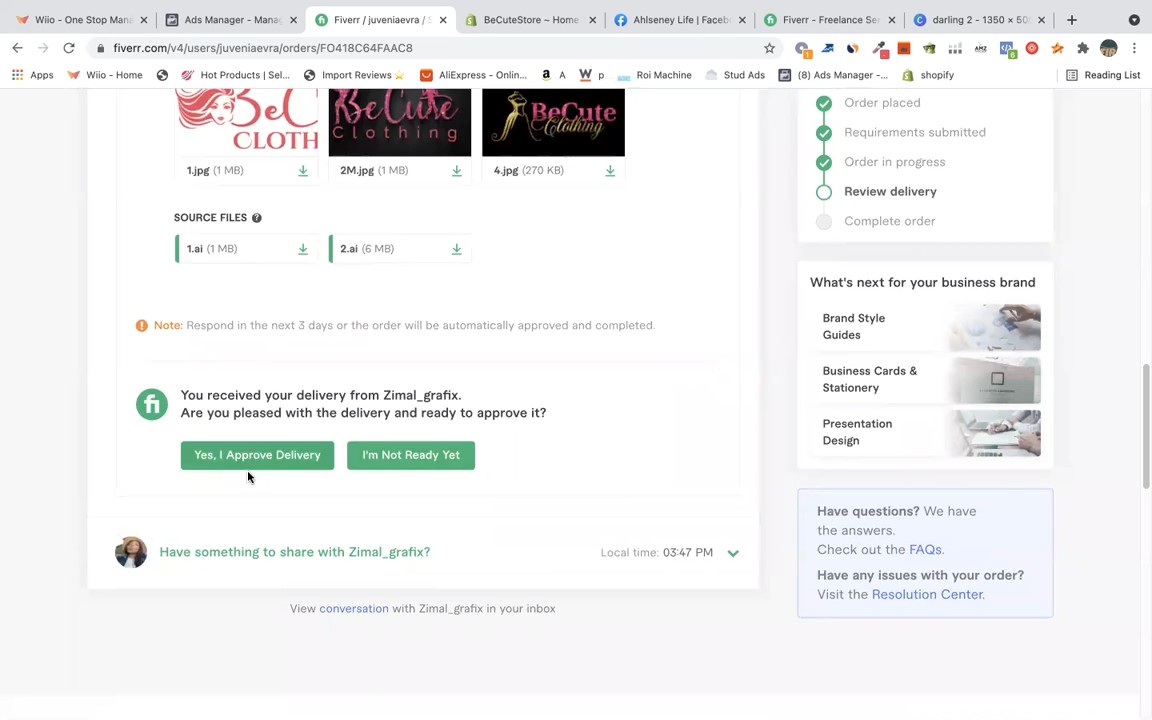 Wiio - One Stop Mana
Ads Manager - Manag
Fiverr / juveniaevra / S
BeCuteStore ~ Home
Ahlseney Life | Faceb
Fiverr - Freelance Se
darling 2 - 1350 × 50
fiverr.com/v4/users/juveniaevra/orders/FO418C64FAAC8
Apps
Wiio - Home
Hot Products | Sel...
Import Reviews
AliExpress - Onlin...
A
p...
Roi Machine
Stud Ads
(8) Ads Manager -...
shopify
Reading List
BeC
CLOTH
BeCute
Clothing
BeCute
Clothing
1.jpg (1 MB)
2M.jpg (1 MB)
4.jpg (270 KB)
SOURCE FILES ?
1.ai (1 MB)
2.ai (6 MB)
Note: Respond in the next 3 days or the order will be automatically approved and completed.
fi
You received your delivery from Zimal_grafix.
Are you pleased with the delivery and ready to approve it?
Yes, I Approve Delivery
I'm Not Ready Yet
Have something to share with Zimal_grafix?
Local time: 03:47 PM
View conversation with Zimal_grafix in your inbox
Order placed
Requirements submitted
Order in progress
Review delivery
Complete order
What's next for your business brand
Brand Style
Guides
Business Cards &
Stationery
Presentation
Design
Have questions? We have
the answers.
Check out the FAQs.
Have any issues with your order?
Visit the Resolution Center.